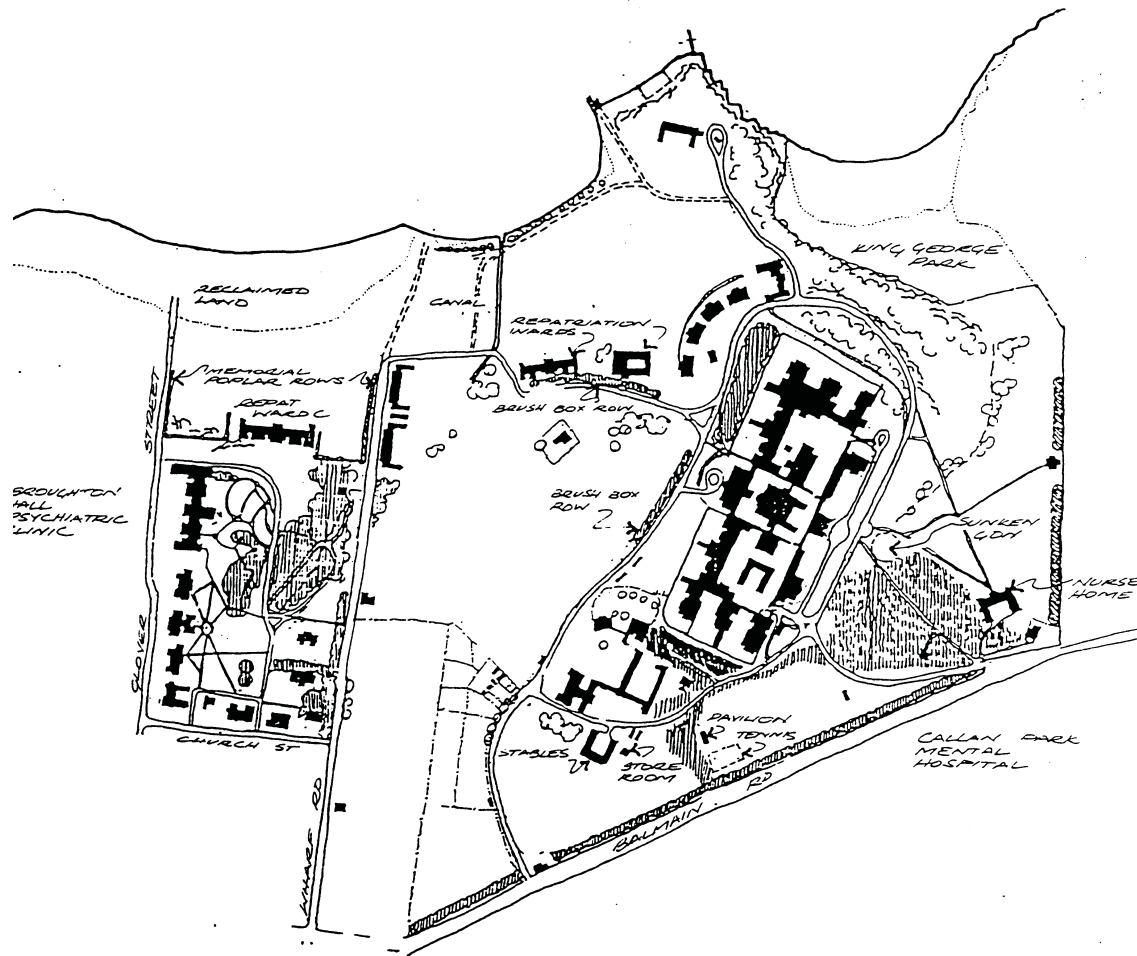 KING GEORGE
PARK
RECLAIMED
LAND
CANAL
REPATRIATION
WARDS
MEMORIAL
POPLAR ROWS
REPAT
WARD C
BRUSH BOX ROW
STREET
BROUGHTON
HALL
PSYCHIATRIC
CLINIC
BRUSH BOX
ROW
SUNKEN
GDN
NURSE
HOME
GLOVER
CHURCH ST
STABLES
STORE
ROOM
PAVILION
TENNIS
CALLAN PARK
MENTAL
HOSPITAL
WHARF RD
BALMAIN RD